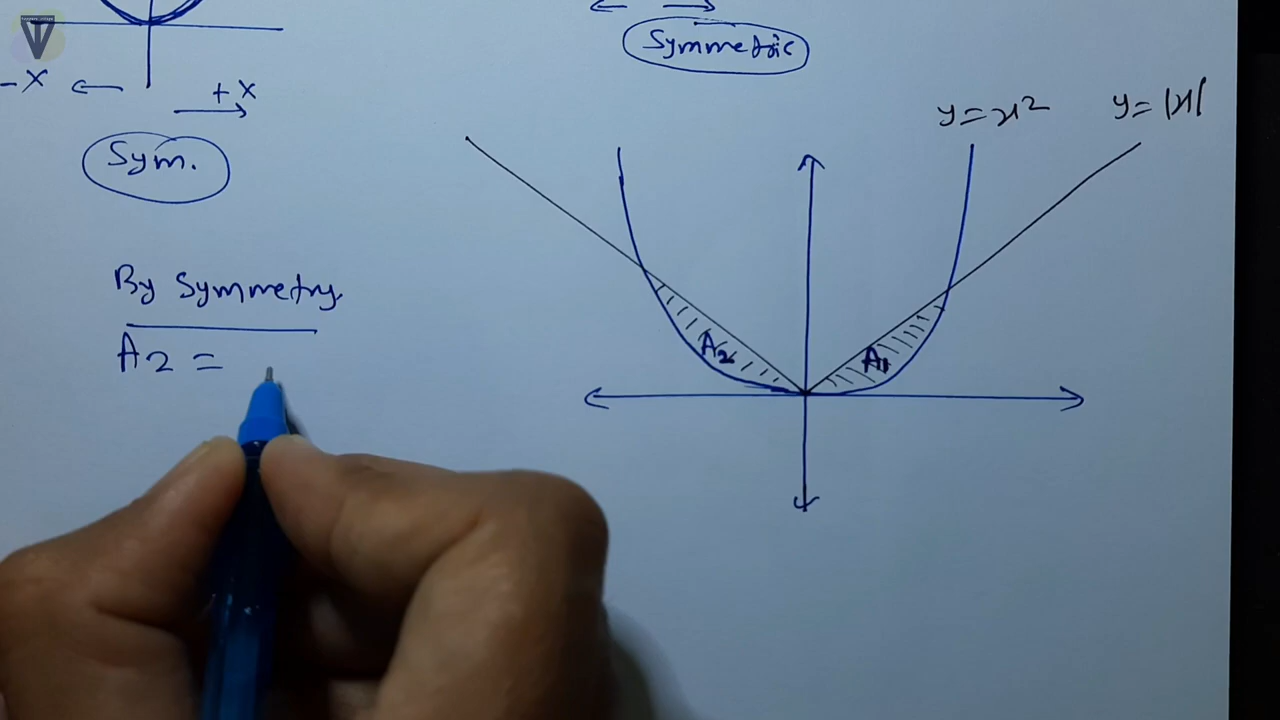 -x
+x
Sym.
Symmetric
y=x²
y=|x|
By Symmetry
A2 =
A2
A1